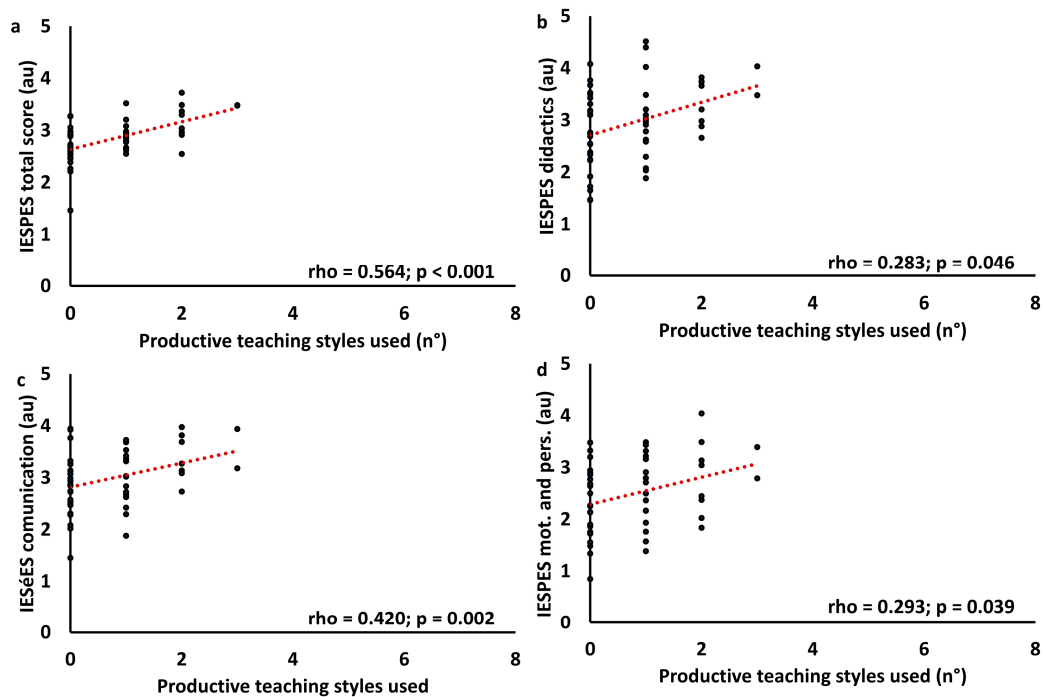 a
IESPES total score (au)
5
4
3
2
1
0
rho = 0.564; p < 0.001
0 2 4 6 8
Productive teaching styles used (n°)
b
IESPES didactics (au)
5
4
3
2
1
0
rho = 0.283; p = 0.046
0 2 4 6 8
Productive teaching styles used (n°)
c
IESéES comunication (au)
5
4
3
2
1
0
rho = 0.420; p = 0.002
0 2 4 6 8
Productive teaching styles used
d
IESPES mot. and pers. (au)
5
4
3
2
1
0
rho = 0.293; p = 0.039
0 2 4 6 8
Productive teaching styles used (n°)